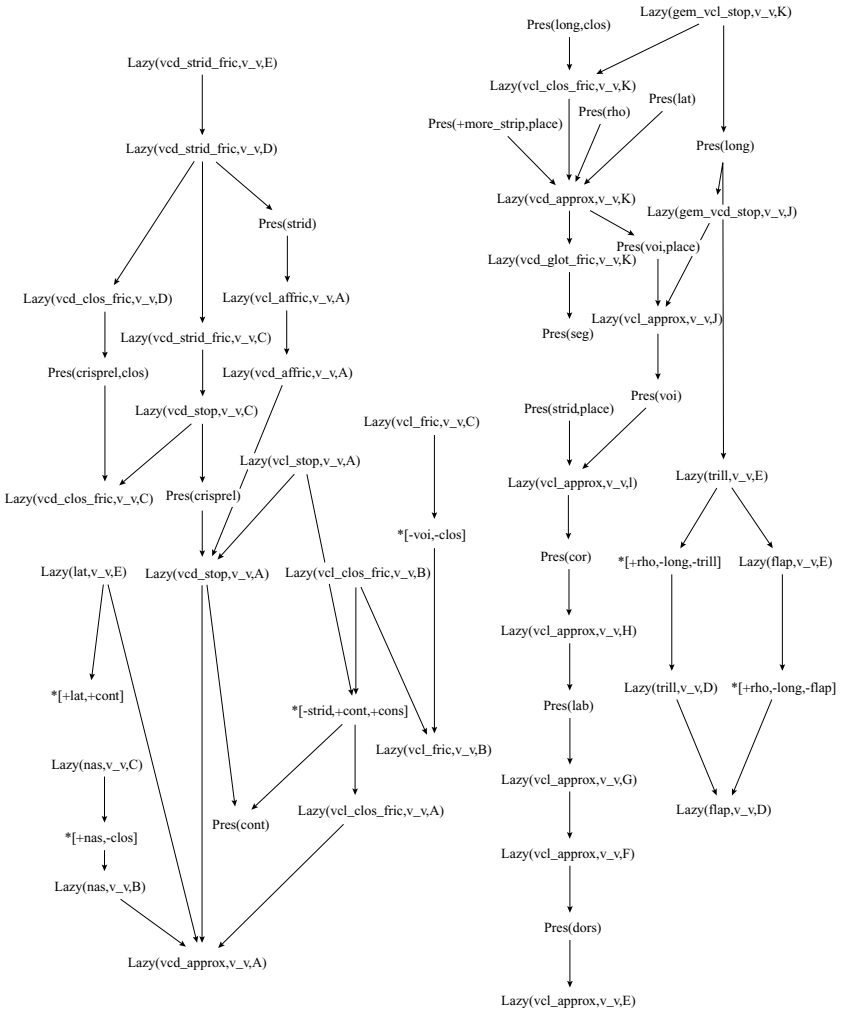 Pres(long,clos)
Lazy(gem_vcl_stop,v_v,K)
Lazy(vcd_strid_fric,v_v,E)
Lazy(vcl_clos_fric,v_v,K)
Pres(lat)
Pres(rho)
Pres(+more_strip,place)
Lazy(vcd_strid_fric,v_v,D)
Pres(long)
Lazy(vcd_approx,v_v,K)
Lazy(gem_vcd_stop,v_v,J)
Pres(strid)
Pres(voi,place)
Lazy(vcd_glot_fric,v_v,K)
Lazy(vcd_clos_fric,v_v,D)
Lazy(vcl_affric,v_v,A)
Lazy(vcl_approx,v_v,J)
Pres(seg)
Lazy(vcd_strid_fric,v_v,C)
Pres(crisprel,clos)
Lazy(vcd_affric,v_v,A)
Pres(voi)
Pres(strid,place)
Lazy(vcd_stop,v_v,C)
Lazy(vcl_fric,v_v,C)
Lazy(vcl_stop,v_v,A)
Lazy(trill,v_v,E)
Lazy(vcl_approx,v_v,l)
Lazy(vcd_clos_fric,v_v,C)
Pres(crisprel)
*[-voi,-clos]
Pres(cor)
*[+rho,-long,-trill]
Lazy(flap,v_v,E)
Lazy(lat,v_v,E)
Lazy(vcd_stop,v_v,A)
Lazy(vcl_clos_fric,v_v,B)
Lazy(vcl_approx,v_v,H)
*[+lat,+cont]
Lazy(trill,v_v,D)
*[+rho,-long,-flap]
*[-strid,+cont,+cons]
Pres(lab)
Lazy(vcl_fric,v_v,B)
Lazy(nas,v_v,C)
Lazy(vcl_approx,v_v,G)
Lazy(vcl_clos_fric,v_v,A)
Lazy(flap,v_v,D)
Pres(cont)
*[+nas,-clos]
Lazy(vcl_approx,v_v,F)
Lazy(nas,v_v,B)
Pres(dors)
Lazy(vcd_approx,v_v,A)
Lazy(vcl_approx,v_v,E)